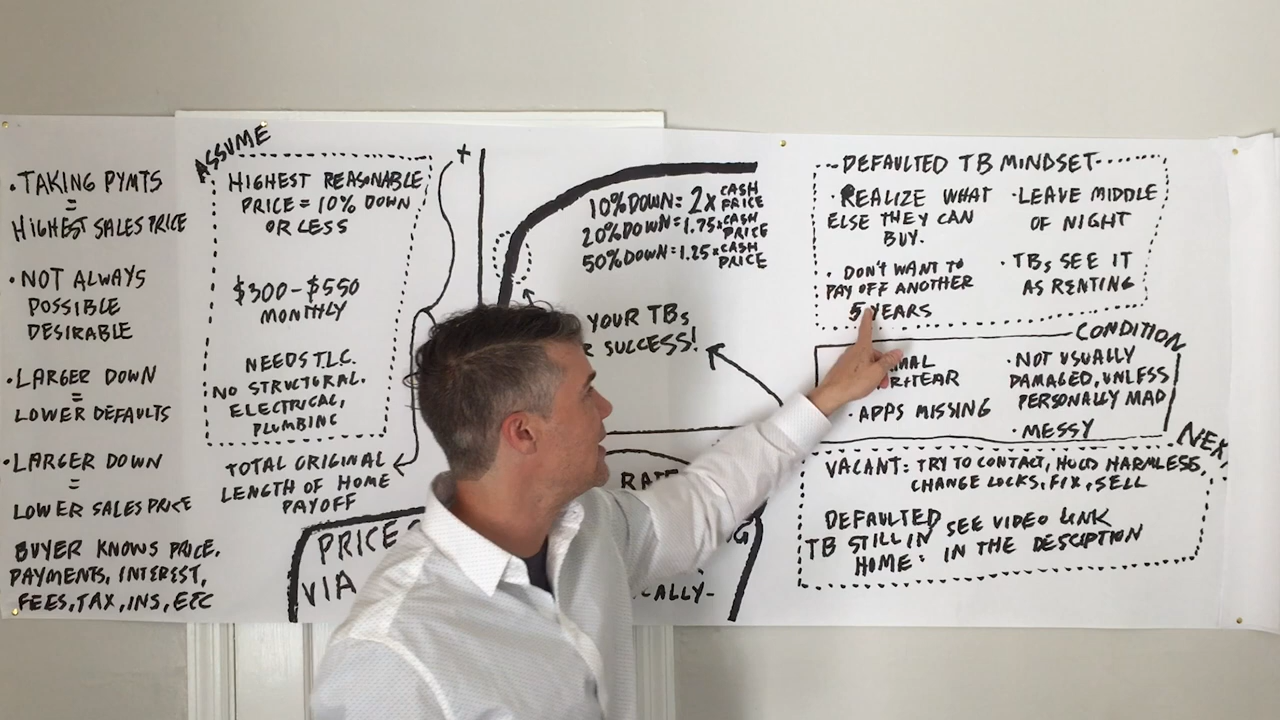 • TAKING PYMTS
=
HIGHEST SALES PRICE
• NOT ALWAYS
POSSIBLE
DESIRABLE
• LARGER DOWN
=
LOWER DEFAULTS
• LARGER DOWN
=
LOWER SALES PRICE
BUYER KNOWS PRICE,
PAYMENTS, INTEREST,
FEES, TAX, INS, ETC
ASSUME
HIGHEST REASONABLE
PRICE = 10% DOWN
OR LESS
$300-$550
MONTHLY
NEEDS T.L.C.
NO STRUCTURAL.
ELECTRICAL,
PLUMBING
TOTAL ORIGINAL
LENGTH OF HOME
PAYOFF
+
10% DOWN = 2x CASH PRICE
20% DOWN = 1.75x CASH PRICE
50% DOWN = 1.25x CASH PRICE
YOUR TBs
SUCCESS!
PRICE
VIA
-DEFAULTED TB MINDSET-
• REALIZE WHAT
ELSE THEY CAN
BUY.
• DON'T WANT TO
PAY OFF ANOTHER
5 YEARS
• LEAVE MIDDLE
OF NIGHT
• TBs SEE IT
AS RENTING
CONDITION
• APPS MISSING
• NOT USUALLY
DAMAGED, UNLESS
PERSONALLY MAD
• MESSY
VACANT: TRY TO CONTACT, HOLD HARMLESS,
CHANGE LOCKS, FIX, SELL
DEFAULTED
TB STILL IN
HOME:
SEE VIDEO LINK
IN THE DESCIPTION